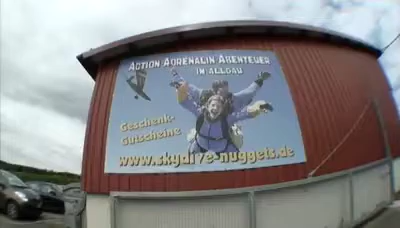 Action Adrenalin Abenteuer
im Allgäu
Geschenk-
Gutscheine
www.skydive-nuggets.de